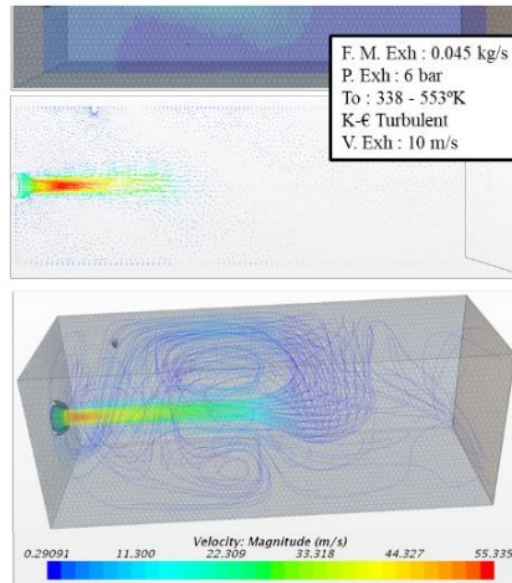 F. M. Exh : 0.045 kg/s
P. Exh : 6 bar
To : 338 - 553ºK
K-€ Turbulent
V. Exh : 10 m/s
Velocity: Magnitude (m/s)
0.29091 11.300 22.309 33.318 44.327 55.335